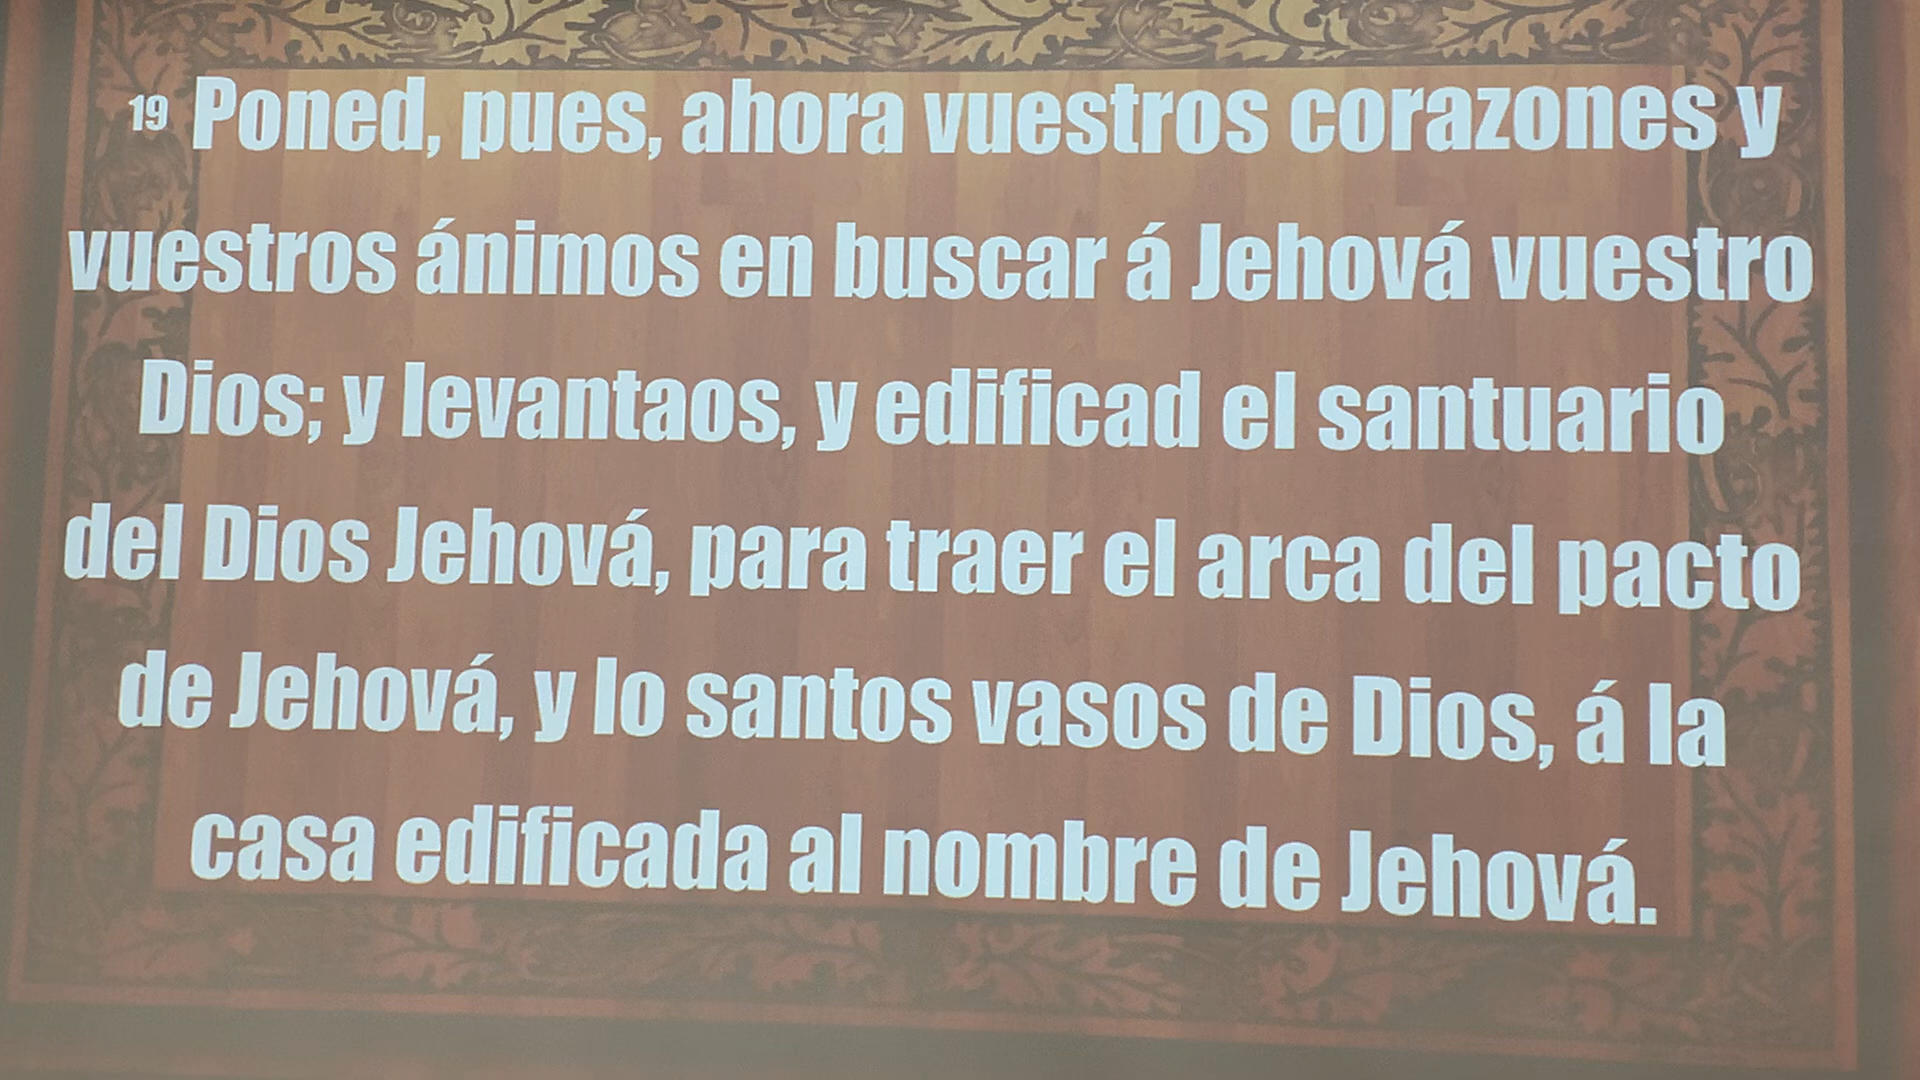 19 Poned, pues, ahora vuestros corazones y
vuestros ánimos en buscar á Jehová vuestro
Dios; y levantaos, y edificad el santuario
del Dios Jehová, para traer el arca del pacto
de Jehová, y lo santos vasos de Dios, á la
casa edificada al nombre de Jehová.